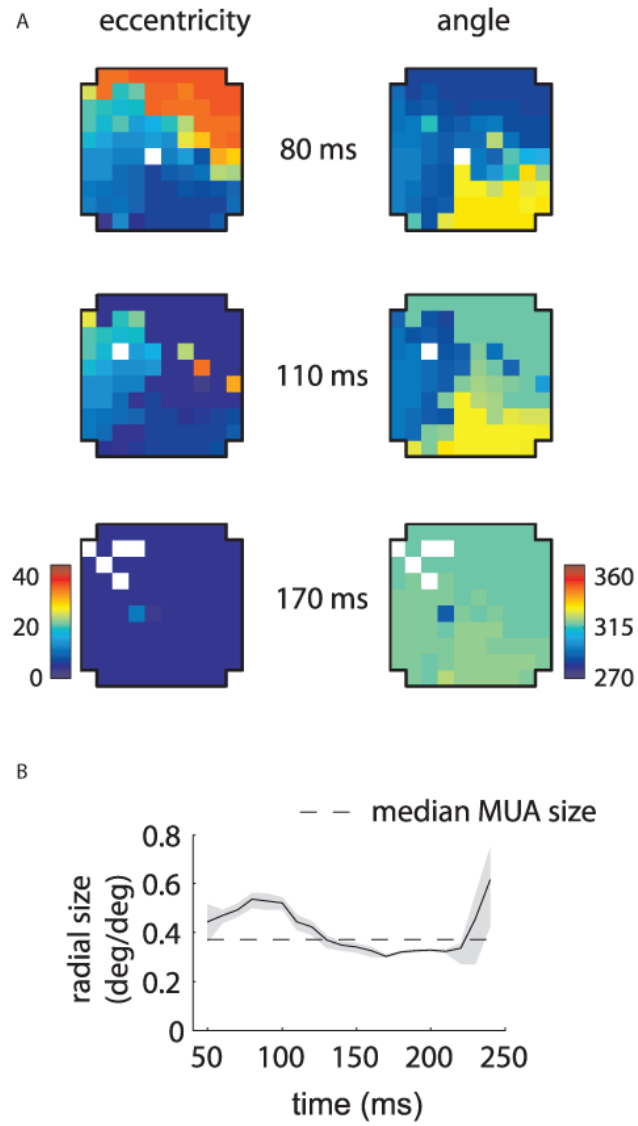 A
eccentricity
angle
80 ms
110 ms
170 ms
40
20
0
360
315
270
B
median MUA size
radial size
(deg/deg)
0.8
0.6
0.4
0.2
0
50 100 150 200 250
time (ms)